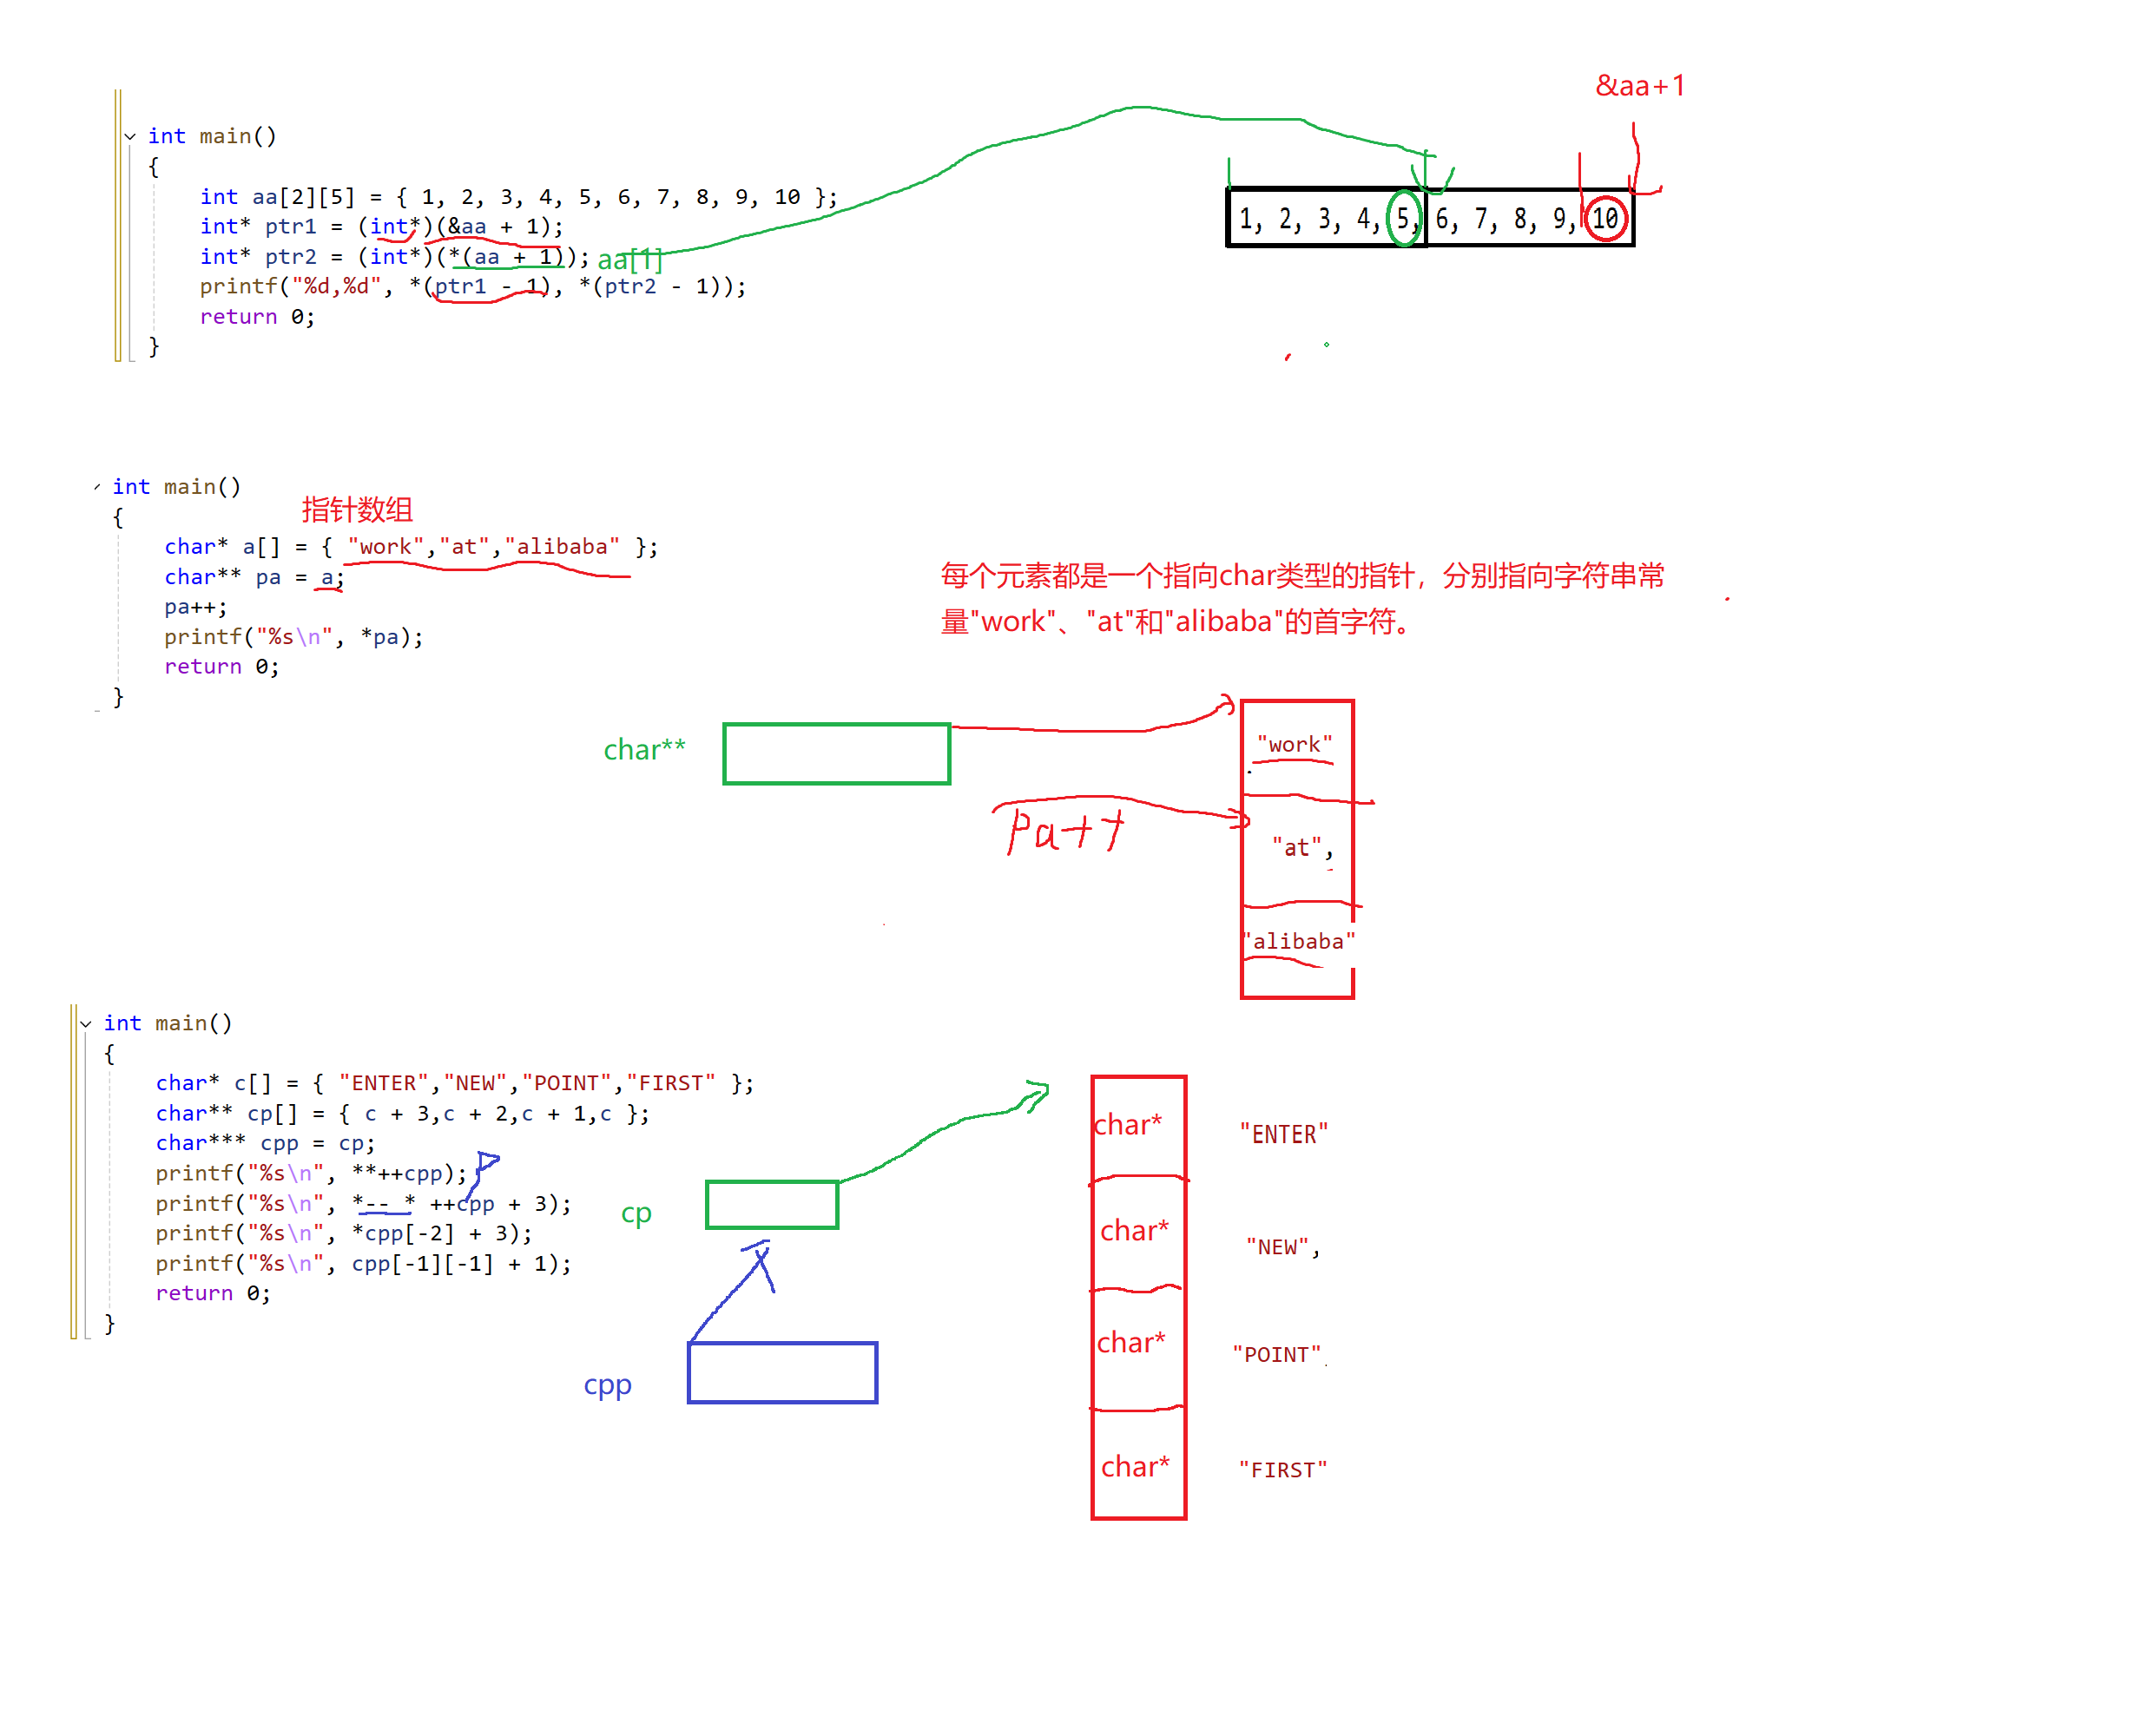 &aa+1
int main()
{
int aa[2][5] = { 1, 2, 3, 4, 5, 6, 7, 8, 9, 10 };
int* ptr1 = (int*)(&aa + 1);
int* ptr2 = (int*)(*(aa + 1)); aa[1]
printf("%d,%d", *(ptr1 - 1), *(ptr2 - 1));
return 0;
}
1, 2, 3, 4, 5, 6, 7, 8, 9, 10
int main()
指针数组
{
char* a[] = { "work","at","alibaba" };
char** pa = a;
pa++;
printf("%s\n", *pa);
return 0;
}
每个元素都是一个指向char类型的指针，分别指向字符串常
量"work"、"at"和"alibaba"的首字符。
char**
Pa++
"work"
"at",
"alibaba"
int main()
{
char* c[] = { "ENTER","NEW","POINT","FIRST" };
char** cp[] = { c + 3,c + 2,c + 1,c };
char*** cpp = cp;
printf("%s\n", **++cpp);
printf("%s\n", *-- * ++cpp + 3);
printf("%s\n", *cpp[-2] + 3);
printf("%s\n", cpp[-1][-1] + 1);
return 0;
}
cp
cpp
char* "ENTER"
char* "NEW",
char* "POINT"
char* "FIRST"